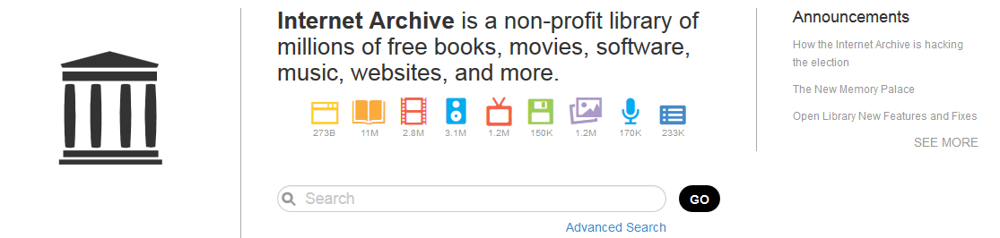 Internet Archive is a non-profit library of
millions of free books, movies, software,
music, websites, and more.
273B 11M 2.8M 3.1M 1.2M 150K 1.2M 170K 233K
Search
GO
Advanced Search
Announcements
How the Internet Archive is hacking
the election
The New Memory Palace
Open Library New Features and Fixes
SEE MORE